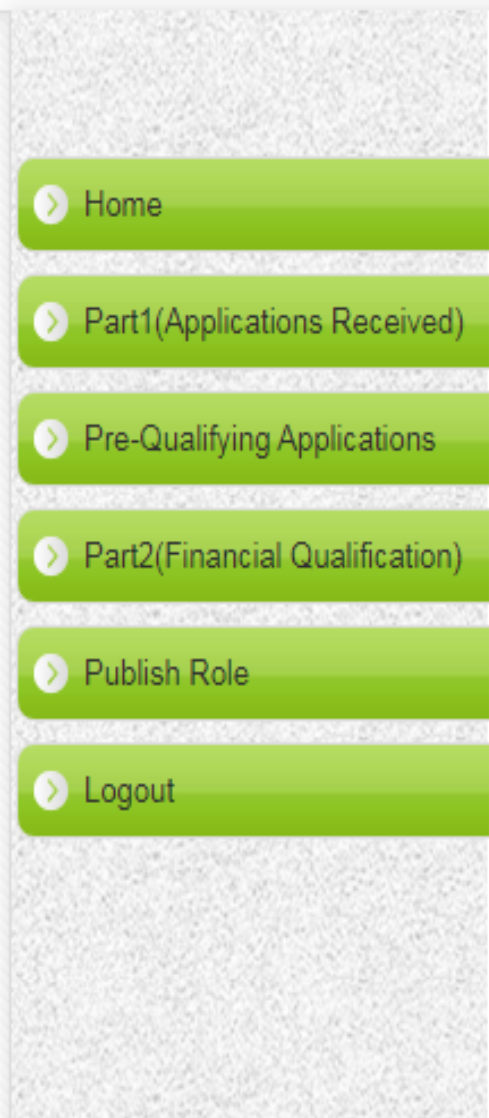 Home
Part1(Applications Received)
Pre-Qualifying Applications
Part2(Financial Qualification)
Publish Role
Logout